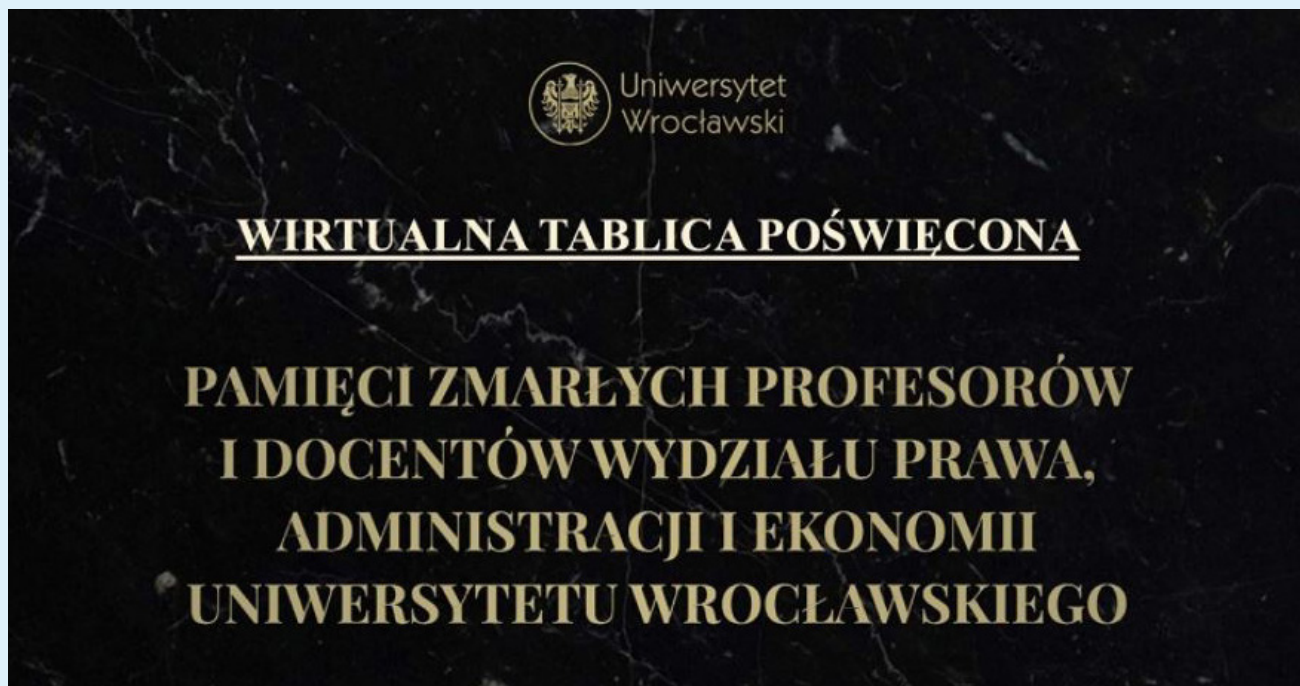 Uniwersytet
Wrocławski
WIRTUALNA TABLICA POŚWIĘCONA
PAMIĘCI ZMARŁYCH PROFESORÓW
I DOCENTÓW WYDZIAŁU PRAWA,
ADMINISTRACJI I EKONOMII
UNIWERSYTETU WROCŁAWSKIEGO